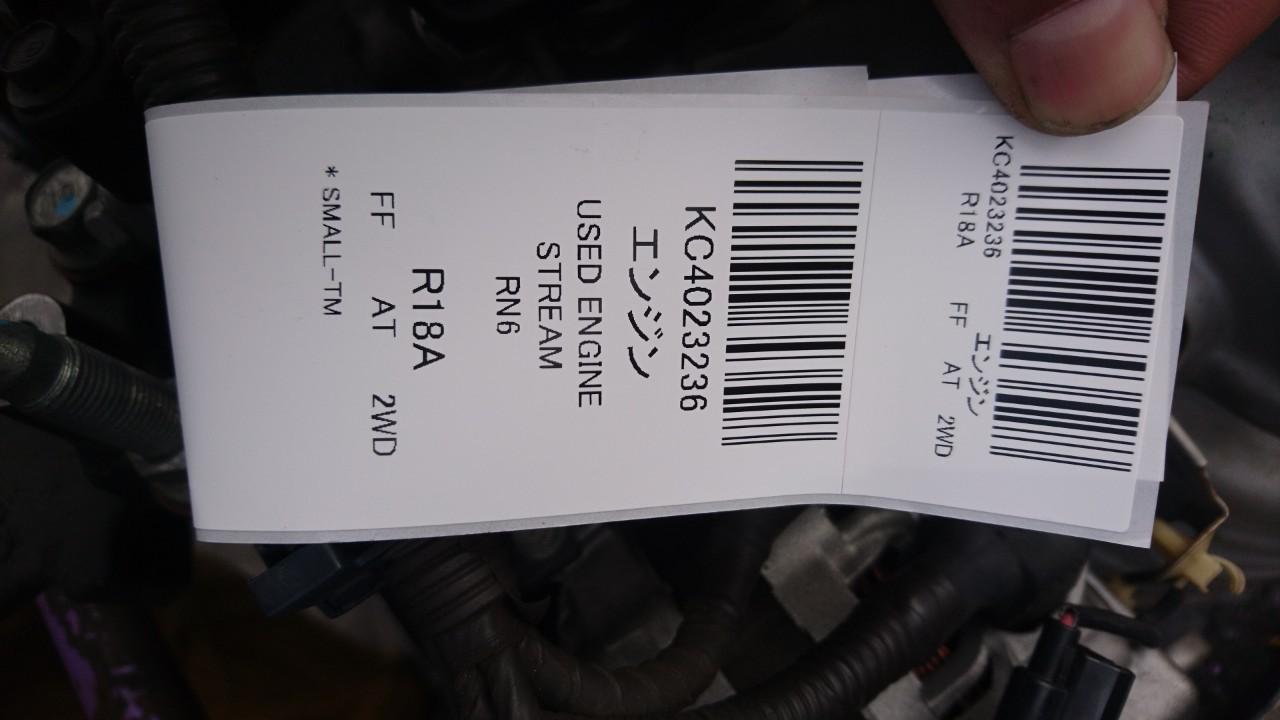 KC4023236
R18A
エンジン
FF AT 2WD
KC4023236
エンジン
USED ENGINE
STREAM
RN6
R18A
FF AT 2WD
*SMALL-TM